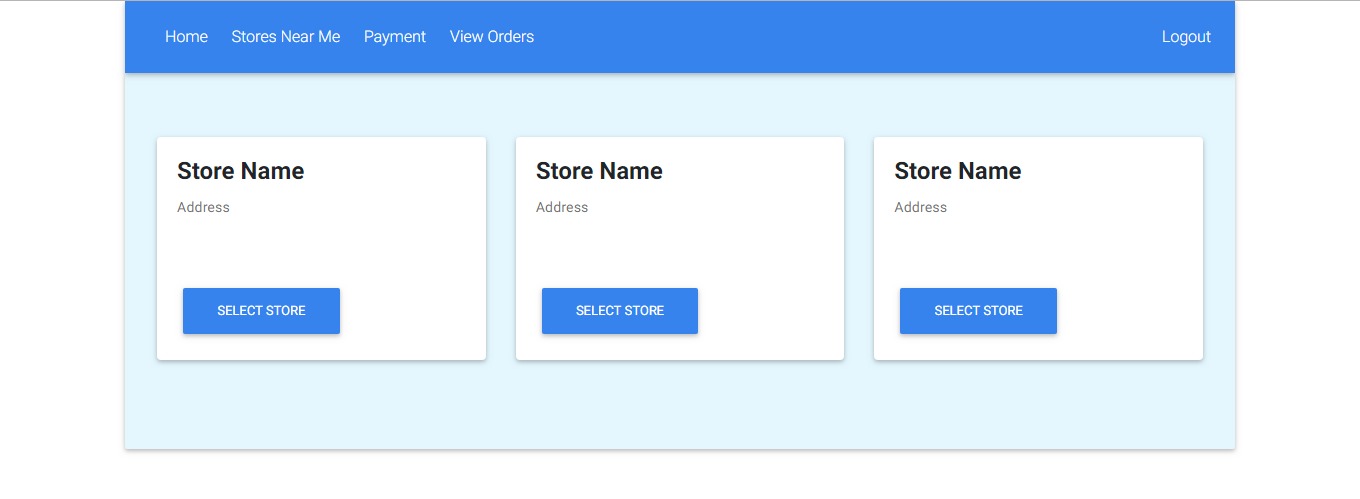 Home Stores Near Me Payment View Orders Logout
Store Name Store Name Store Name
Address Address Address
SELECT STORE SELECT STORE SELECT STORE